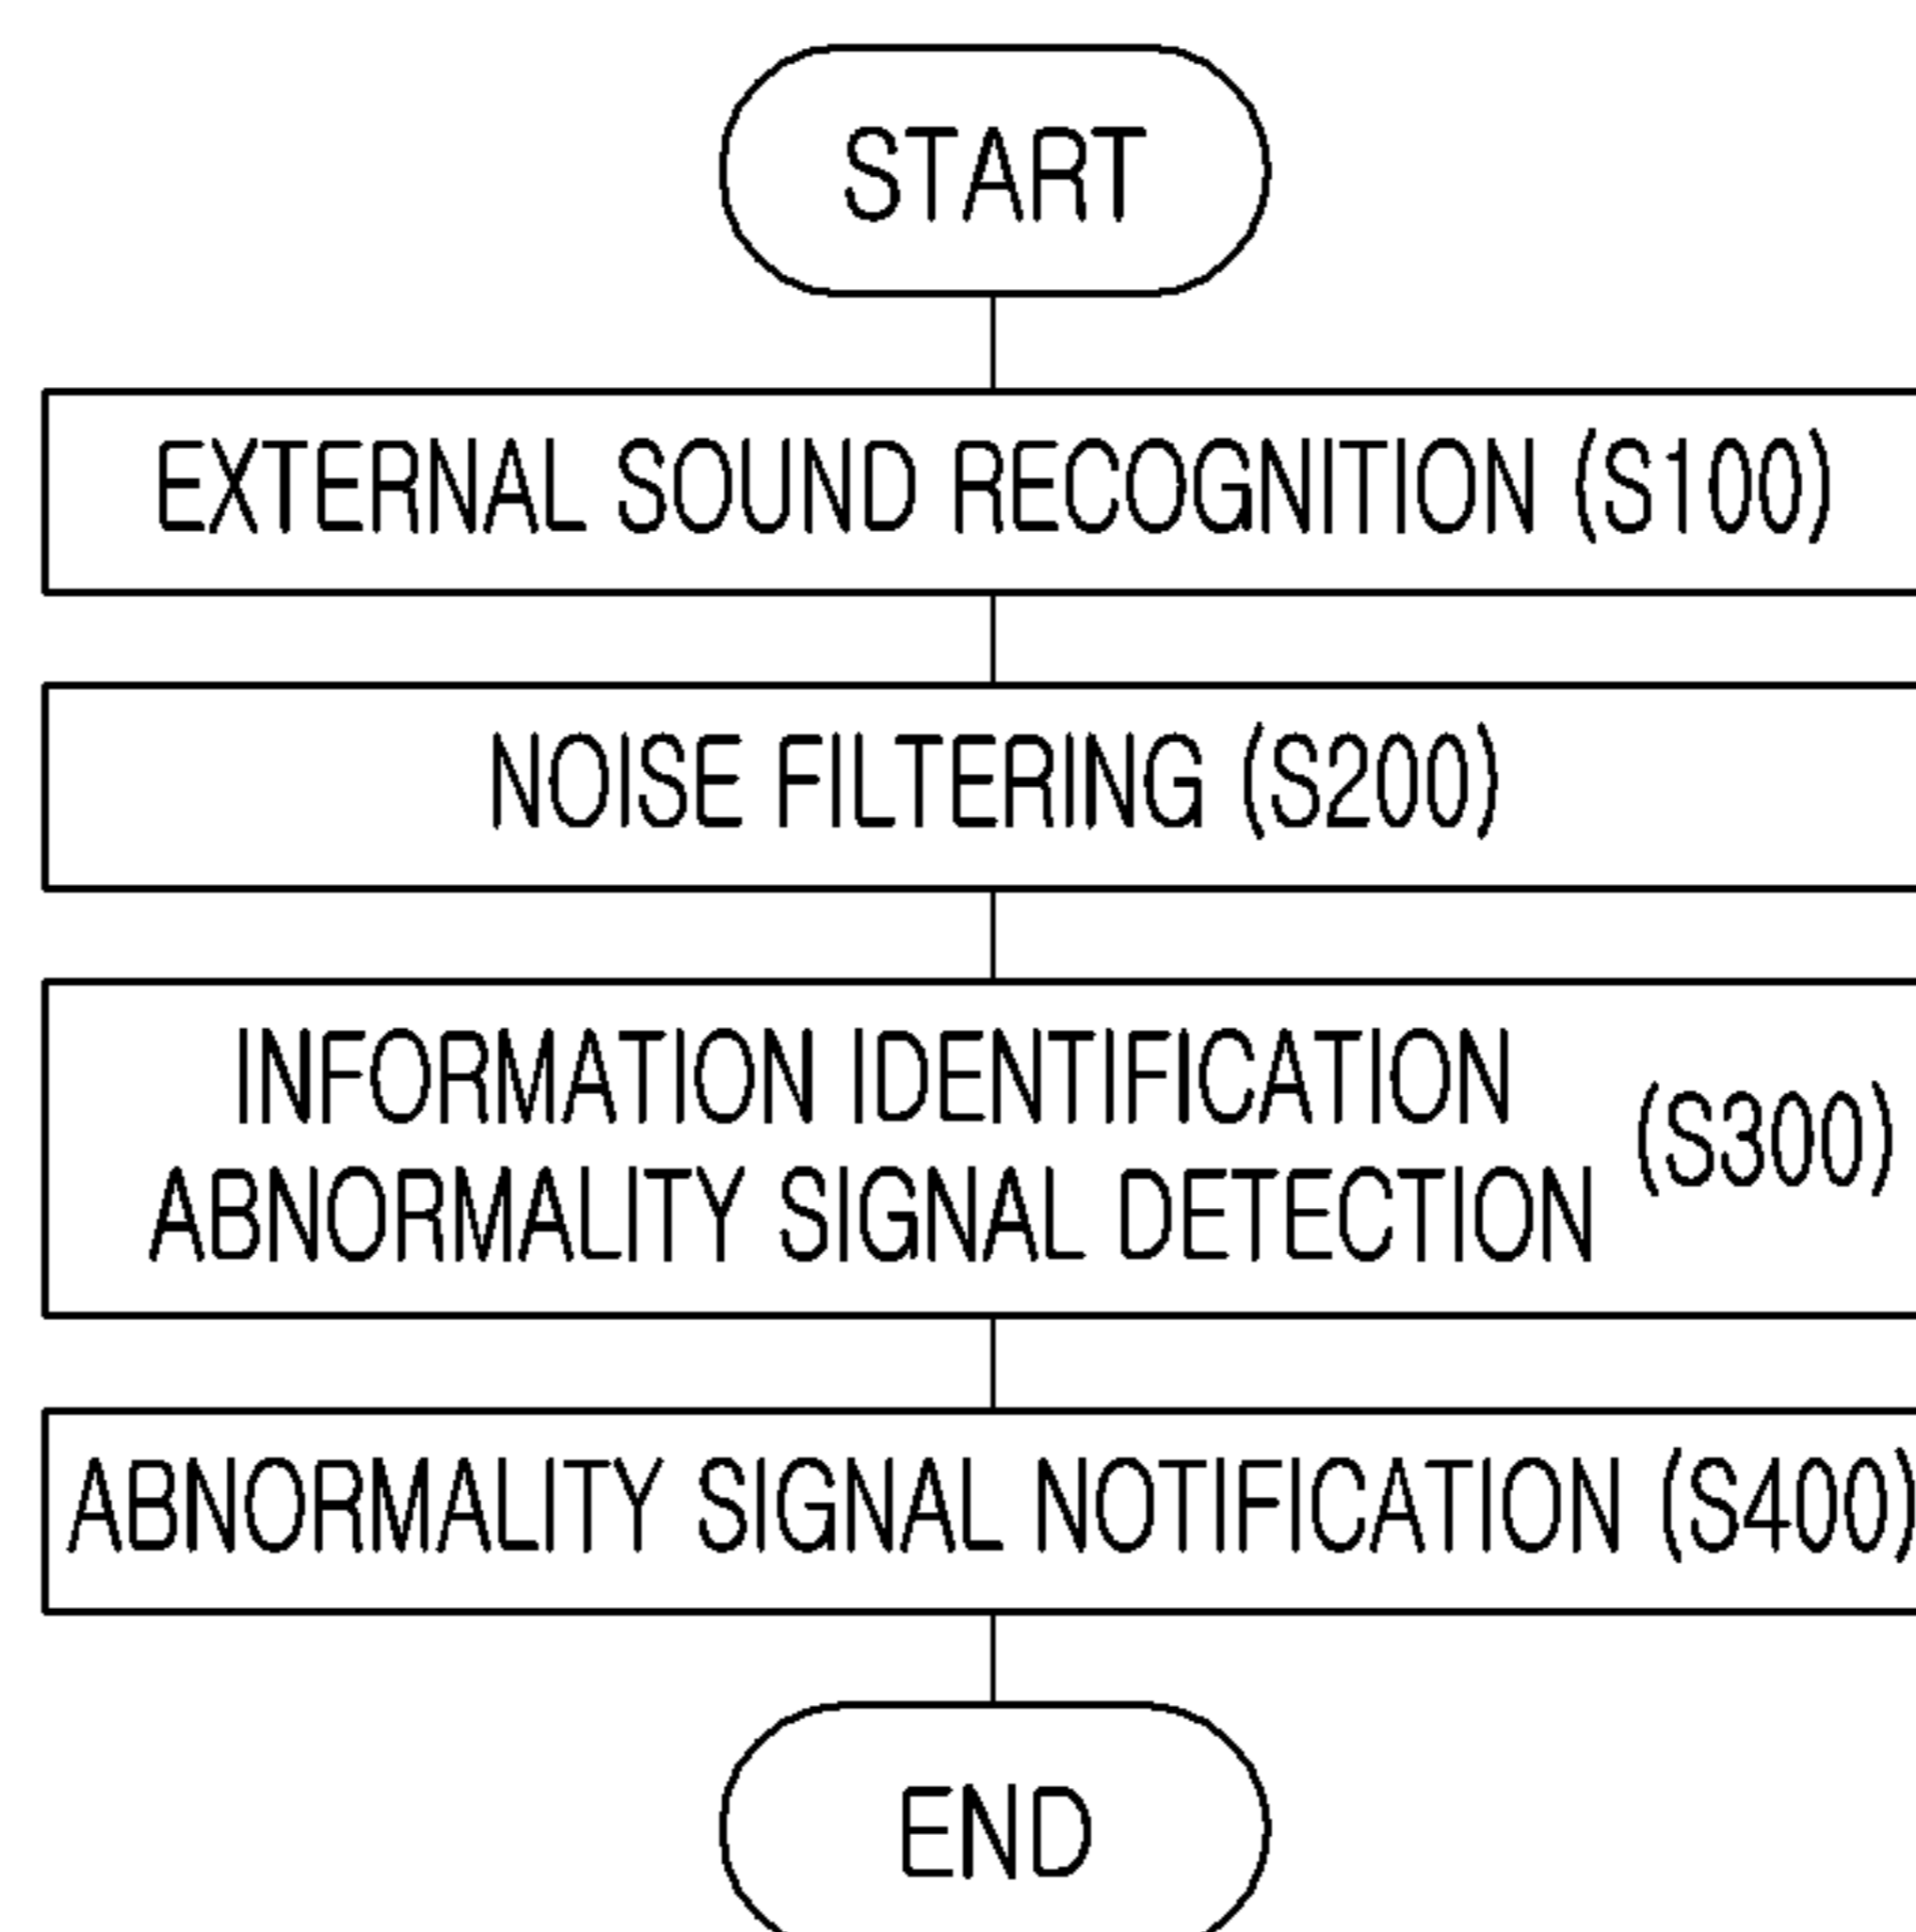 START
EXTERNAL SOUND RECOGNITION (S100)
NOISE FILTERING (S200)
INFORMATION IDENTIFICATION
ABNORMALITY SIGNAL DETECTION
(S300)
ABNORMALITY SIGNAL NOTIFICATION (S400)
END